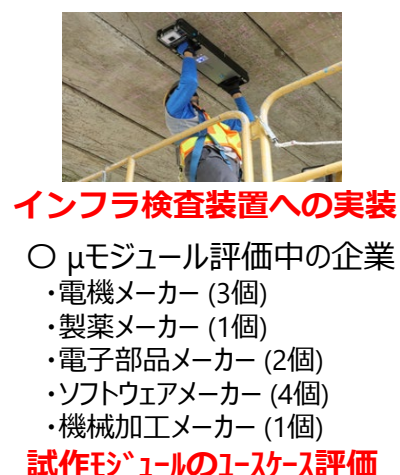 インフラ検査装置への実装
〇 μモジュール評価中の企業
・電機メーカー (3個)
・製薬メーカー (1個)
・電子部品メーカー (2個)
・ソフトウェアメーカー (4個)
・機械加工メーカー (1個)
試作ﾓｼﾞｭｰﾙのﾕｰｽｹｰｽ評価